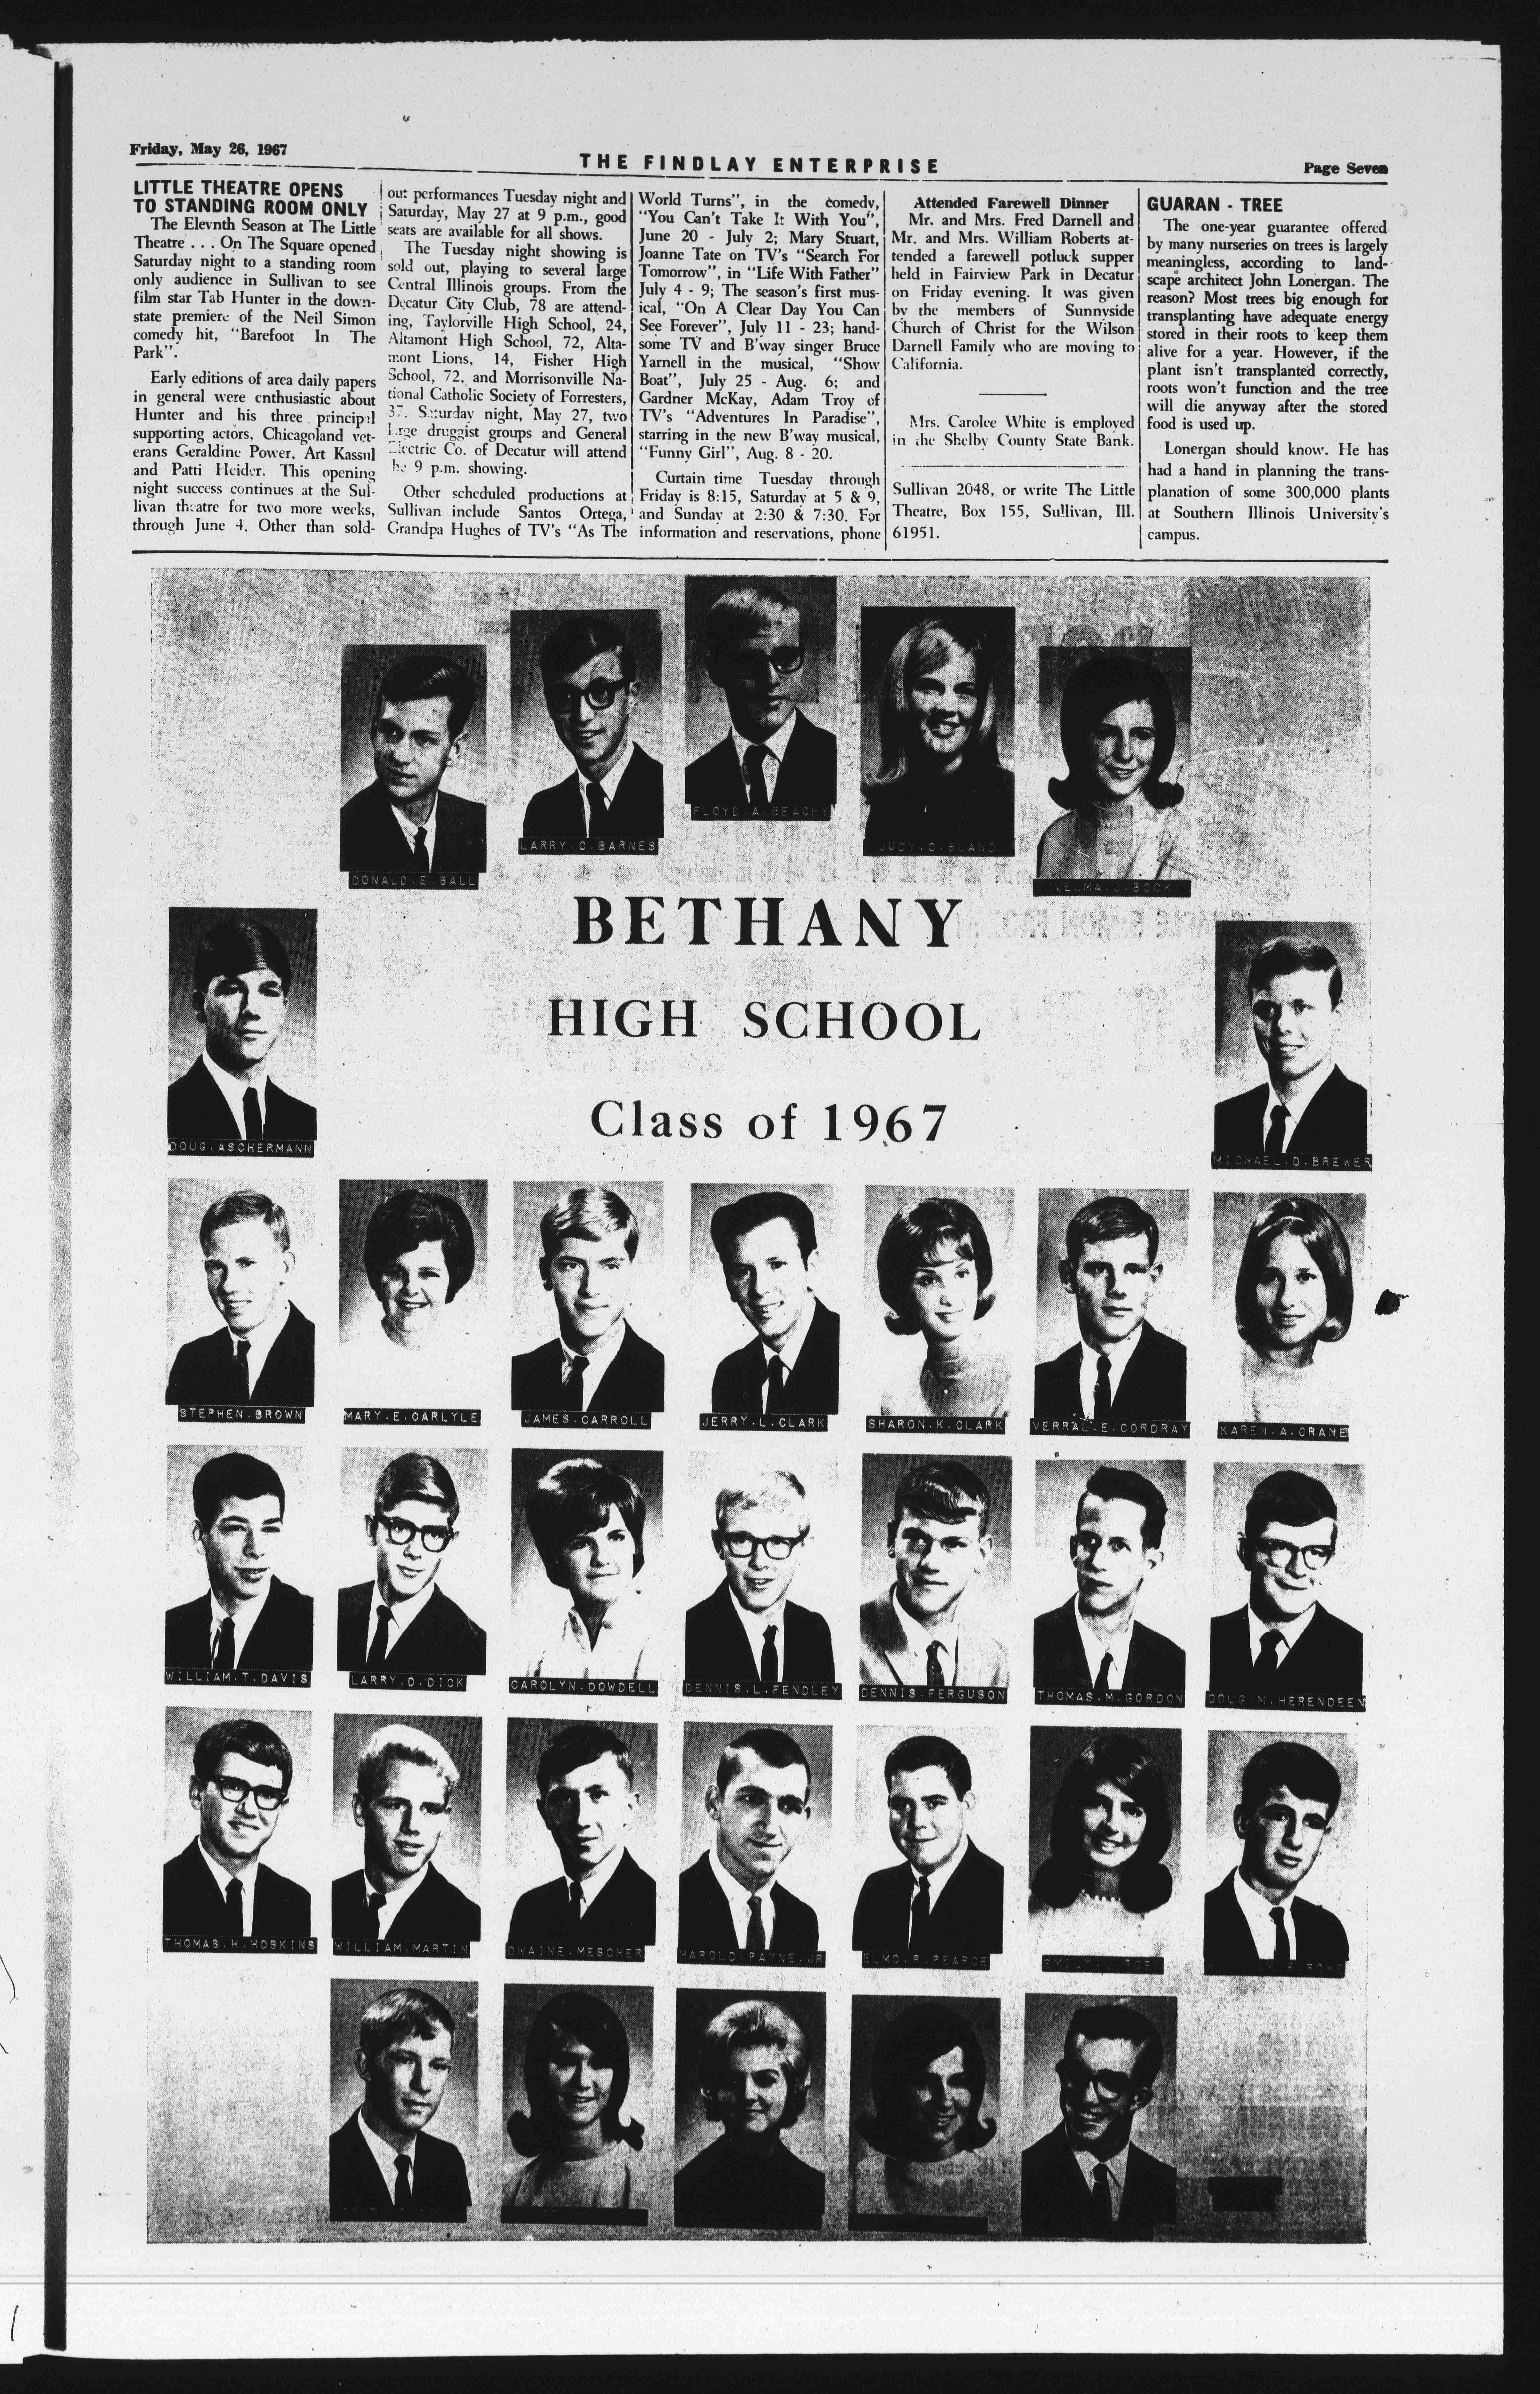 Friday, May 26, 1967
THE FINDLAY ENTERPRISE
Page Seven
LITTLE THEATRE OPENS
TO STANDING ROOM ONLY
The Elevnth Season at The Little
Theatre . . . On The Square opened
Saturday night to a standing room
only audience in Sullivan to see
film star Tab Hunter in the down-
state premiere of the Neil Simon
comedy hit, "Barefoot In The
Park".
Early editions of area daily papers
in general were enthusiastic about
Hunter and his three principal
supporting actors, Chicagoland vet-
erans Geraldine Power, Art Kassul
and Patti Heider. This opening
night success continues at the Sul-
livan theatre for two more weeks,
through June 4. Other than sold-
out performances Tuesday night and
Saturday, May 27 at 9 p.m., good
seats are available for all shows.
The Tuesday night showing is
sold out, playing to several large
Central Illinois groups. From the
Decatur City Club, 78 are attend-
ing, Taylorville High School, 24,
Altamont High School, 72, Alta-
mont Lions, 14, Fisher High
School, 72, and Morrisonville Na-
tional Catholic Society of Forresters,
37. Saturday night, May 27, two
large druggist groups and General
Electric Co. of Decatur will attend
he 9 p.m. showing.
Other scheduled productions at
Sullivan include Santos Ortega,
Grandpa Hughes of TV's "As The
World Turns", in the comedy,
"You Can't Take It With You",
June 20 - July 2; Mary Stuart,
Joanne Tate on TV's "Search For
Tomorrow", in "Life With Father"
July 4 - 9; The season's first mus-
ical, "On A Clear Day You Can
See Forever", July 11 - 23; hand-
some TV and B'way singer Bruce
Yarnell in the musical, "Show
Boat", July 25 - Aug. 6; and
Gardner McKay, Adam Troy of
TV's "Adventures In Paradise",
starring in the new B'way musical,
"Funny Girl", Aug. 8 - 20.
Curtain time Tuesday through
Friday is 8:15, Saturday at 5 & 9,
and Sunday at 2:30 & 7:30. For
information and reservations, phone
Attended Farewell Dinner
Mr. and Mrs. Fred Darnell and
Mr. and Mrs. William Roberts at-
tended a farewell potluck supper
held in Fairview Park in Decatur
on Friday evening. It was given
by the members of Sunnyside
Church of Christ for the Wilson
Darnell Family who are moving to
California.
Mrs. Carolee White is employed
in the Shelby County State Bank.
Sullivan 2048, or write The Little
Theatre, Box 155, Sullivan, Ill.
61951.
GUARAN - TREE
The one-year guarantee offered
by many nurseries on trees is largely
meaningless, according to land-
scape architect John Lonergan. The
reason? Most trees big enough for
transplanting have adequate energy
stored in their roots to keep them
alive for a year. However, if the
plant isn't transplanted correctly,
roots won't function and the tree
will die anyway after the stored
food is used up.
Lonergan should know. He has
had a hand in planning the trans-
planation of some 300,000 plants
at Southern Illinois University's
campus.
DONALD.E.BALL
LARRY.C.BARNES
FLOYD.A.BEACHY
JUDY.C.BLAND
VELMA.J.BOOK
BETHANY
HIGH SCHOOL
Class of 1967
DOUG.ASCHERMANN
MICHAEL.D.BREWER
STEPHEN.BROWN
MARY.E.CARLYLE
JAMES.CARROLL
JERRY.L.CLARK
SHARON.K.CLARK
VERRAL.E.CORDRAY
KAREN.A.CRANE
WILLIAM.T.DAVIS
LARRY.D.DICK
CAROLYN.DOWDELL
DENNIS.L.FENDLEY
DENNIS.FERGUSON
THOMAS.M.GORDON
DOUG.M.HERENDEEN
THOMAS.H.HOSKINS
WILLIAM.MARTIN
DWAINE.MESCHER
HAROLD.PAYNE.JR
ELMO.R.PEARCE